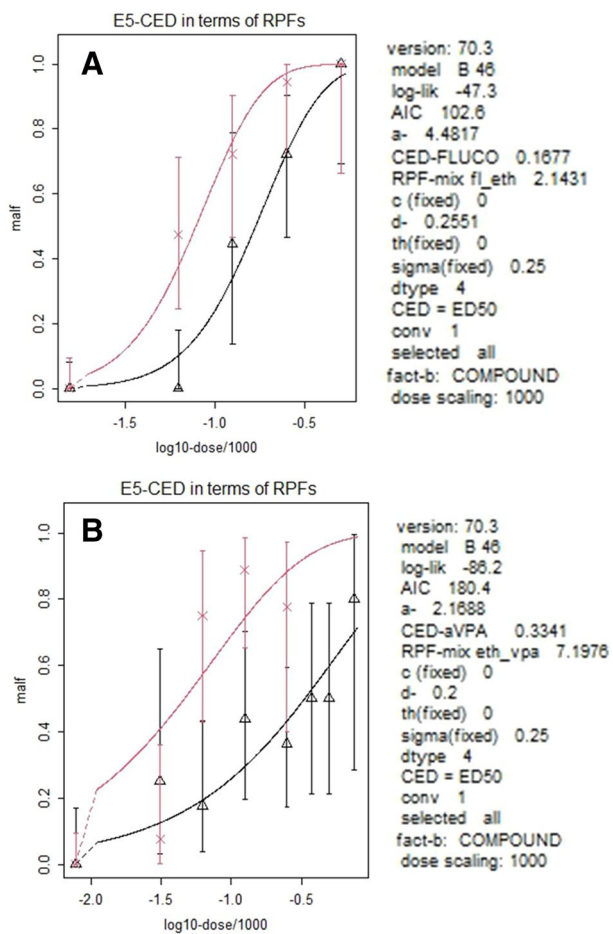 E5-CED in terms of RPFs
A
malf
0.0 0.2 0.4 0.6 0.8 1.0
-1.5 -1.0 -0.5
log10-dose/1000
version: 70.3
model B 46
log-lik -47.3
AIC 102.6
a- 4.4817
CED-FLUCO 0.1677
RPF-mix fl_eth 2.1431
c (fixed) 0
d- 0.2551
th(fixed) 0
sigma(fixed) 0.25
dtype 4
CED = ED50
conv 1
selected all
fact-b: COMPOUND
dose scaling: 1000
E5-CED in terms of RPFs
B
malf
0.0 0.2 0.4 0.6 0.8 1.0
-2.0 -1.5 -1.0 -0.5
log10-dose/1000
version: 70.3
model B 46
log-lik -86.2
AIC 180.4
a- 2.1688
CED-aVPA 0.3341
RPF-mix eth_vpa 7.1976
c (fixed) 0
d- 0.2
th(fixed) 0
sigma(fixed) 0.25
dtype 4
CED = ED50
conv 1
selected all
fact-b: COMPOUND
dose scaling: 1000